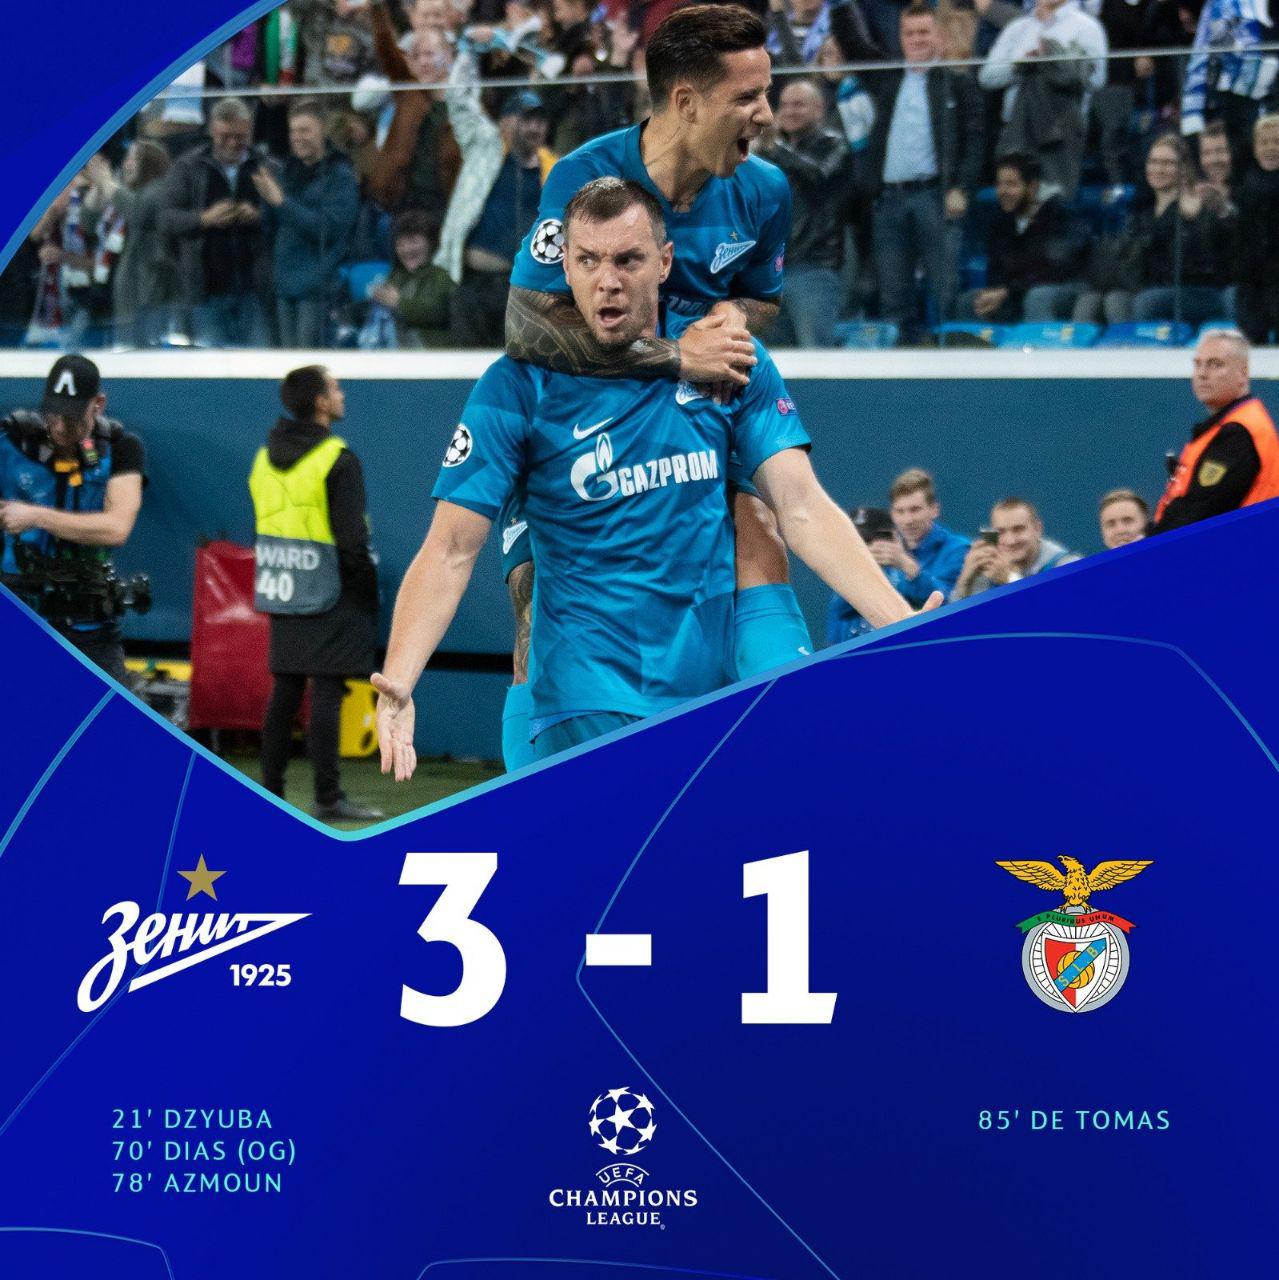 Зенит
GAZPROM
WARD
40
3 - 1
Зенит
1925
E PLURIBUS UNUM
S L B
21' DZYUBA
70' DIAS (OG)
78' AZMOUN
85' DE TOMAS
UEFA
CHAMPIONS
LEAGUE